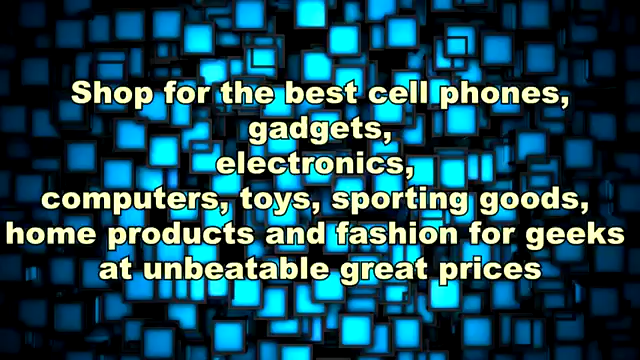 Shop for the best cell phones,
gadgets,
electronics,
computers, toys, sporting goods,
home products and fashion for geeks
at unbeatable great prices